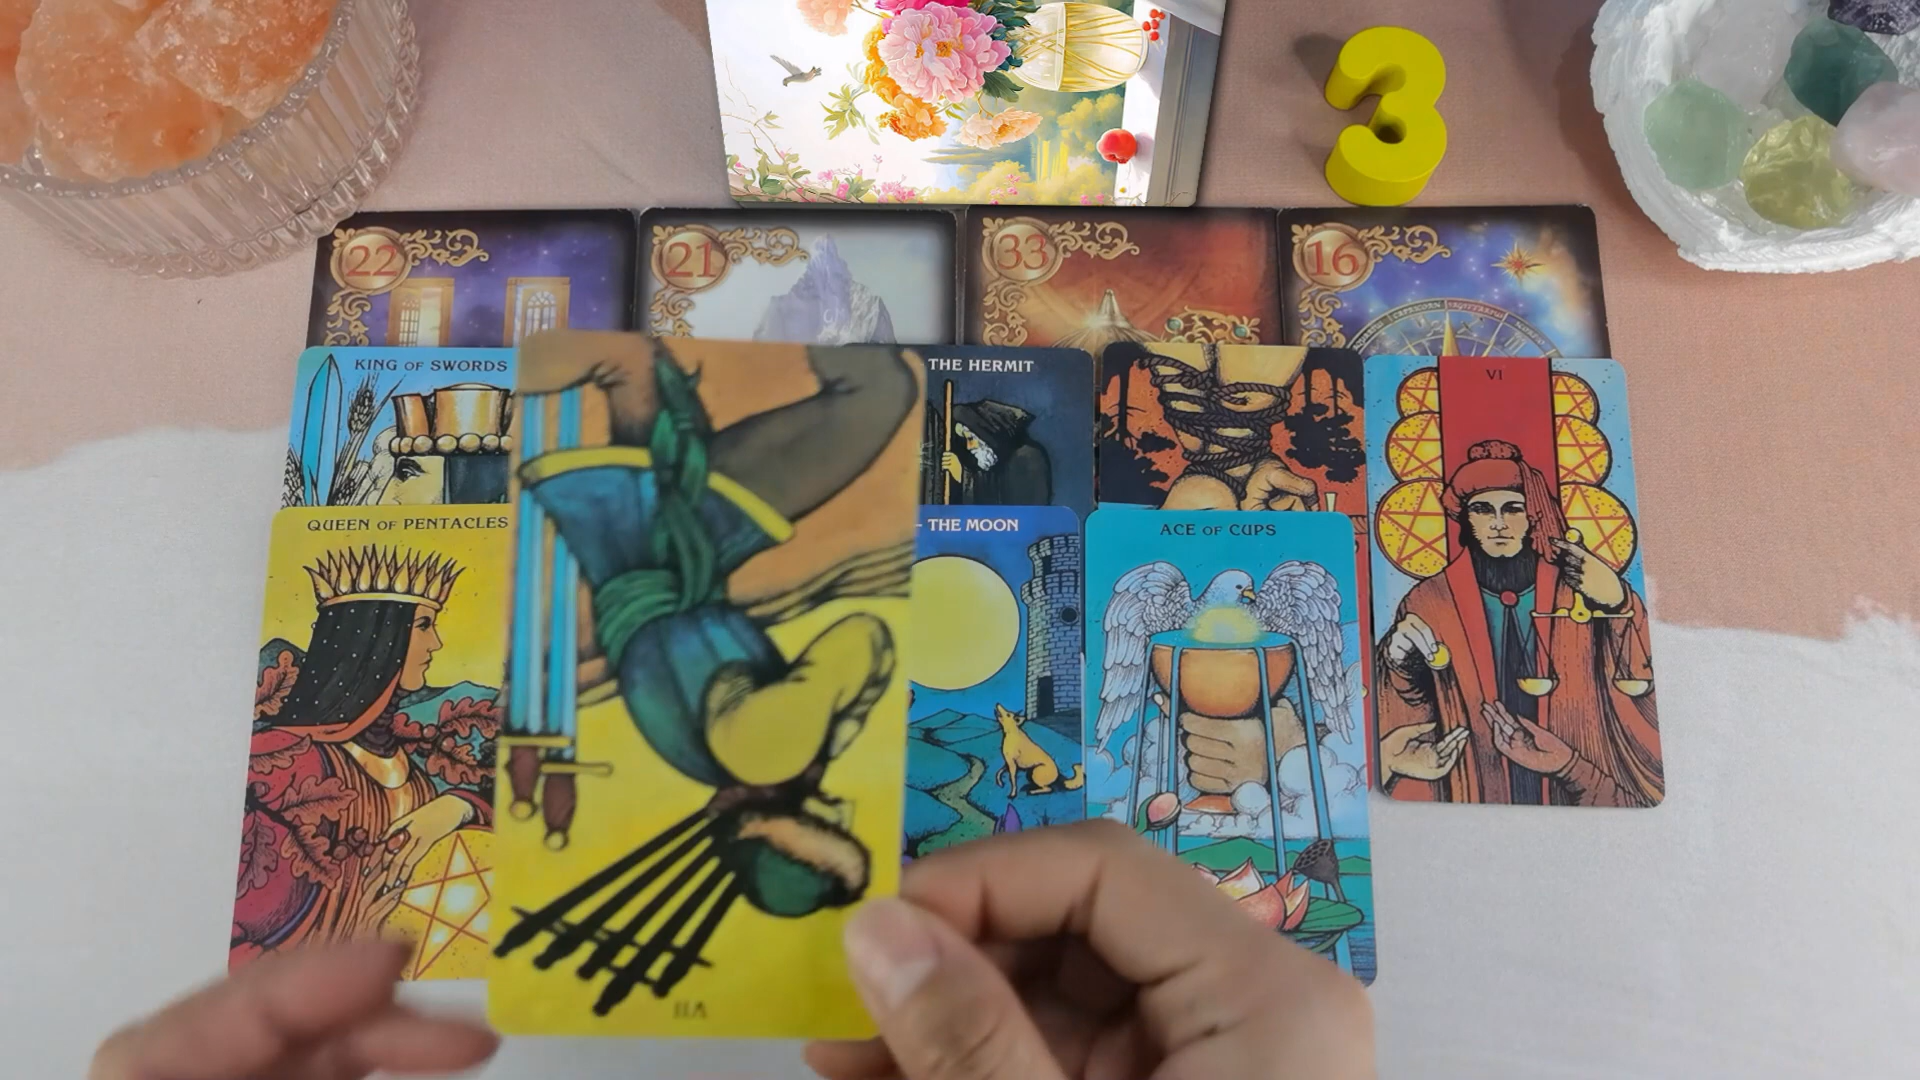 3
22
21
33
16
KING OF SWORDS
THE HERMIT
VI
QUEEN OF PENTACLES
- THE MOON
ACE OF CUPS
VII